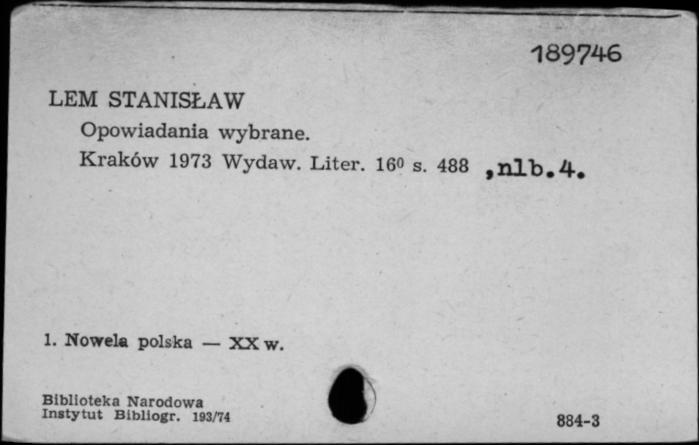 189746
LEM STANISŁAW
Opowiadania wybrane.
Kraków 1973 Wydaw. Liter. 16⁰ s. 488 ,nlb.4.
1. Nowela polska — XX w.
Biblioteka Narodowa
Instytut Bibliogr. 193/74
884-3